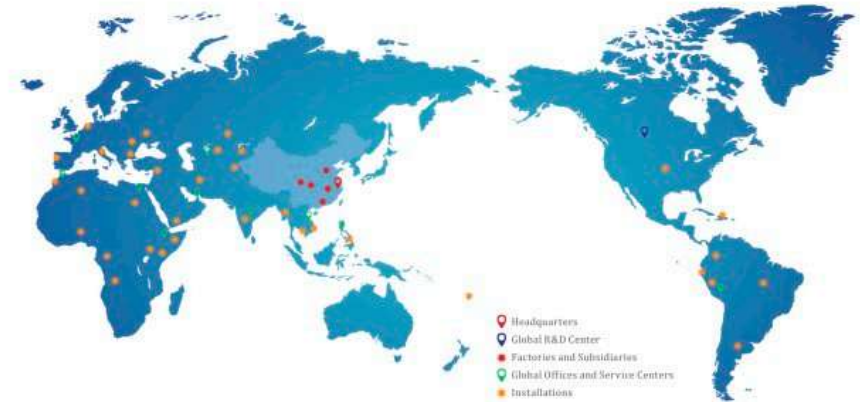 Headquarters
Global R&D Center
Factories and Subsidiaries
Global Offices and Service Centers
Installations